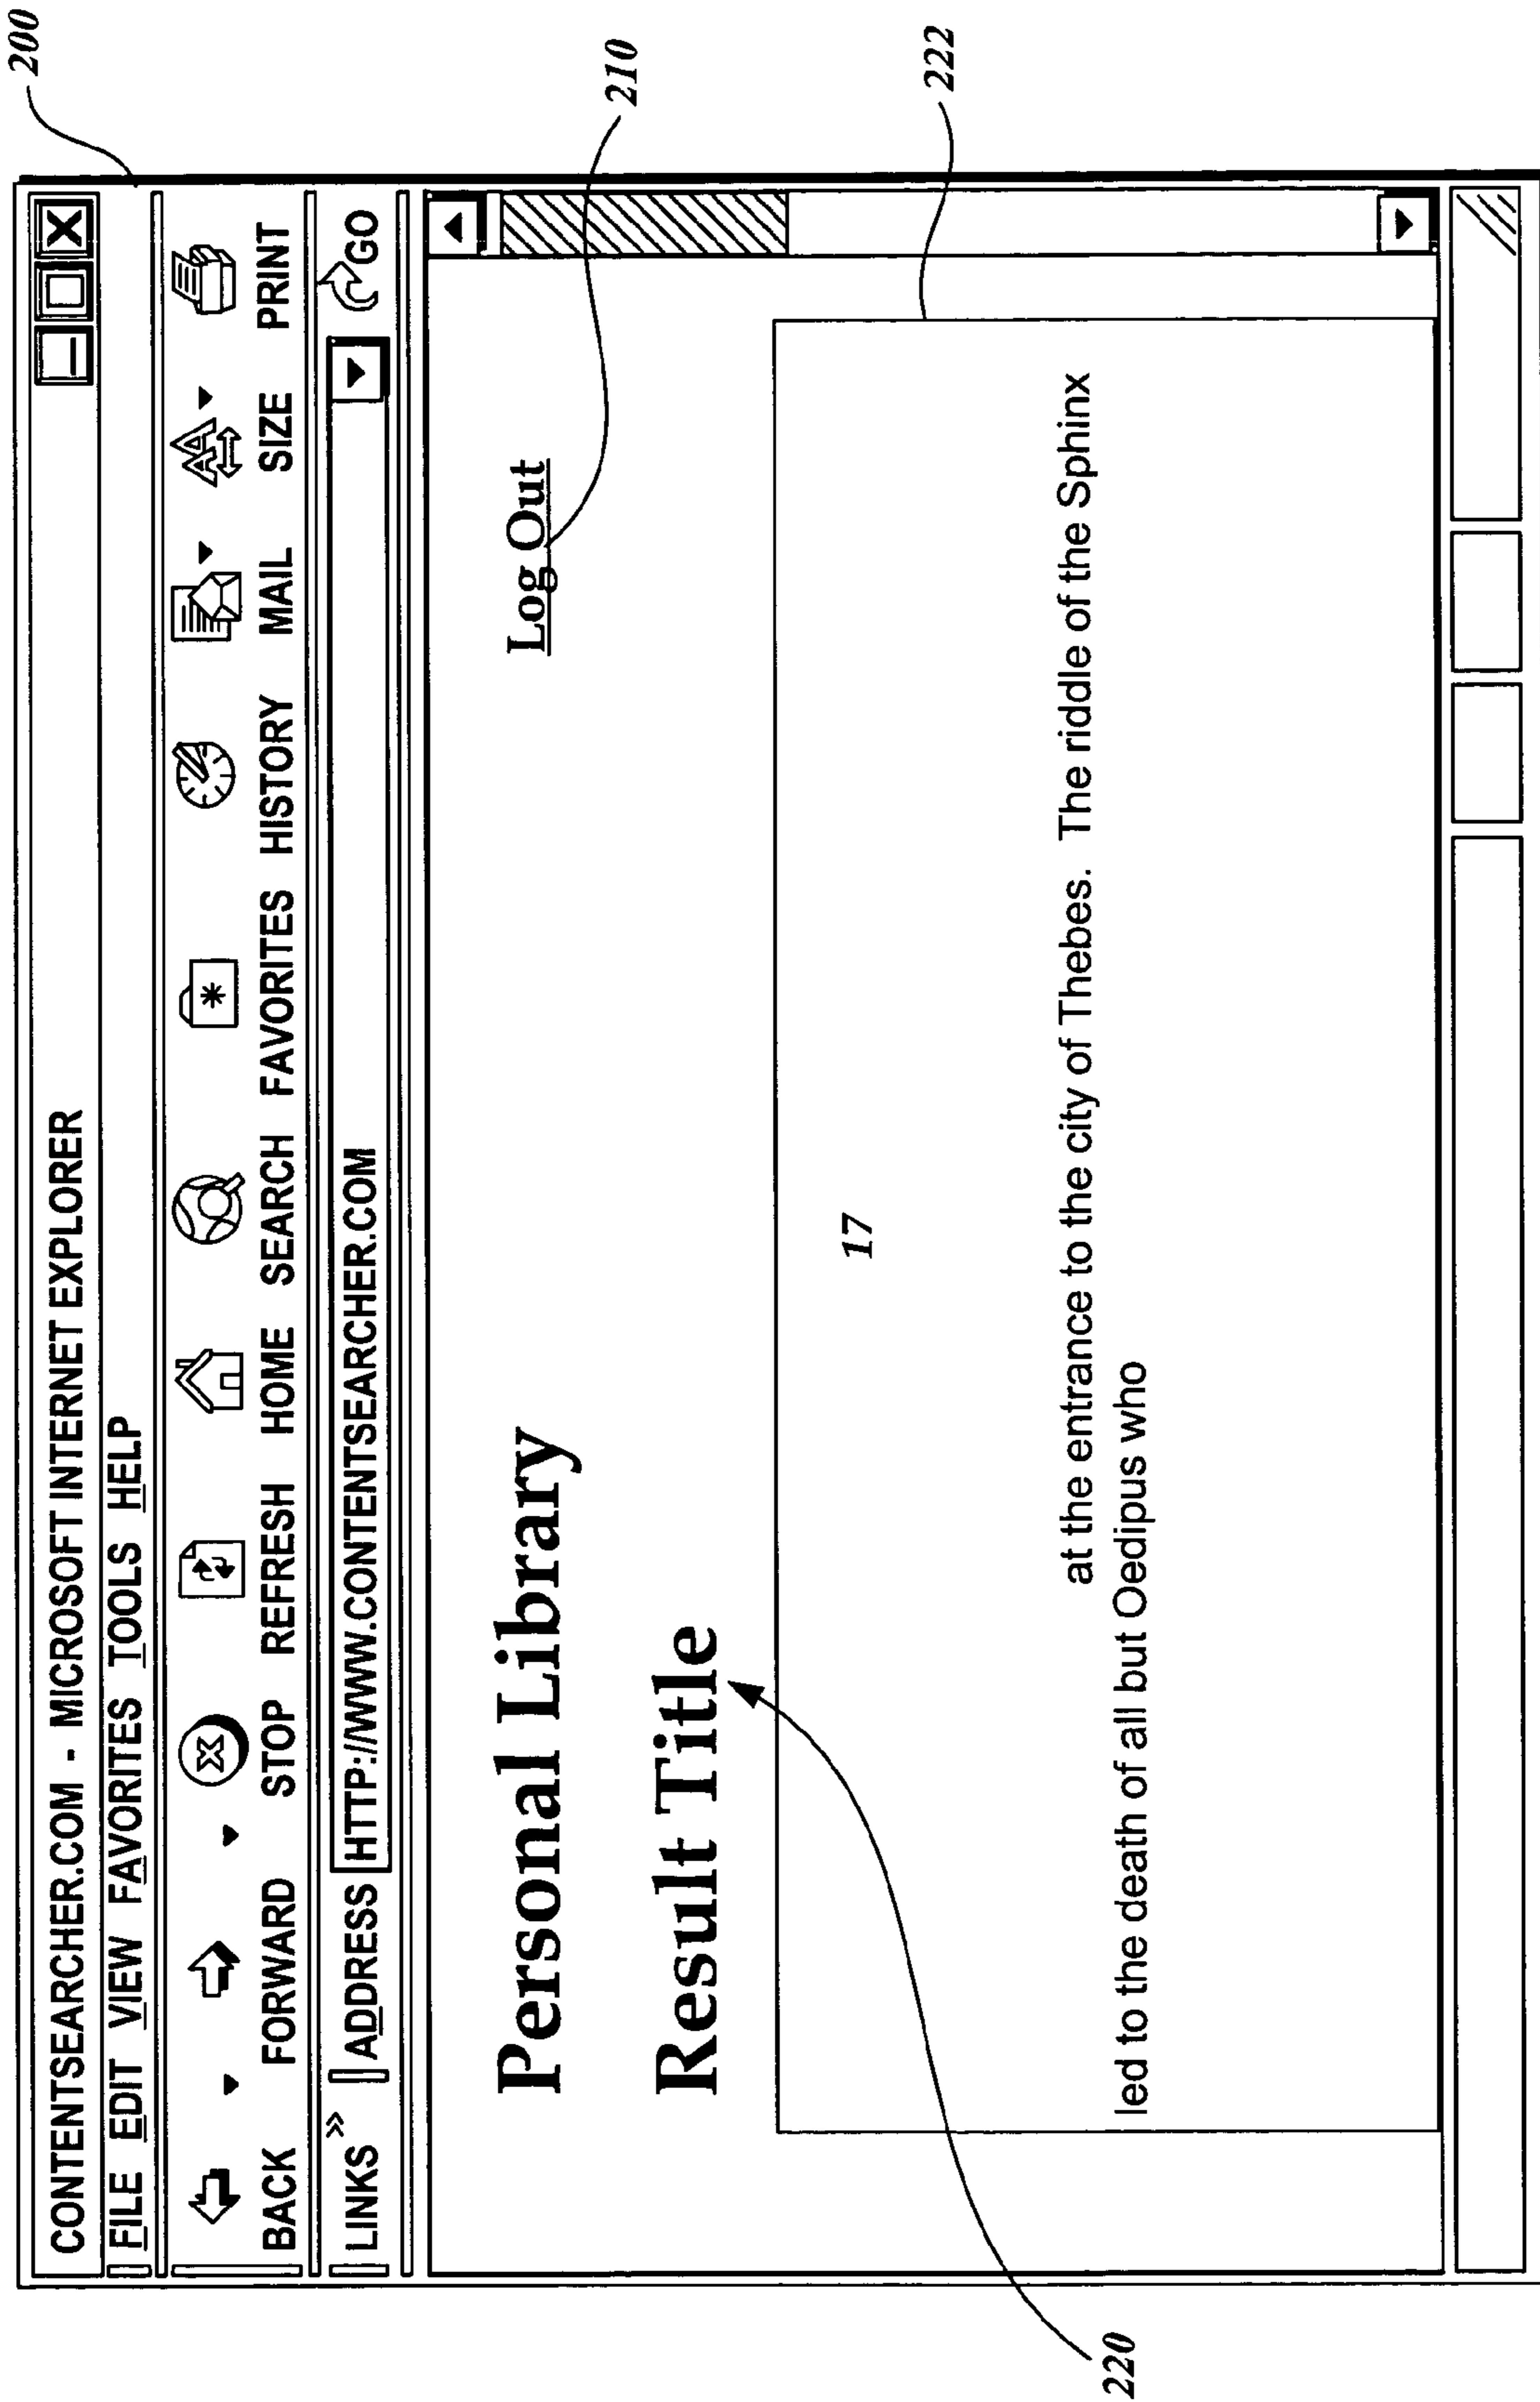 200
CONTENTSEARCHER.COM - MICROSOFT INTERNET EXPLORER
FILE EDIT VIEW FAVORITES TOOLS HELP
BACK FORWARD STOP REFRESH HOME SEARCH FAVORITES HISTORY MAIL SIZE PRINT
LINKS » ADDRESS HTTP://WWW.CONTENTSEARCHER.COM GO
Personal Library Log Out
210
Result Title
17
222
at the entrance to the city of Thebes. The riddle of the Sphinx
led to the death of all but Oedipus who
220